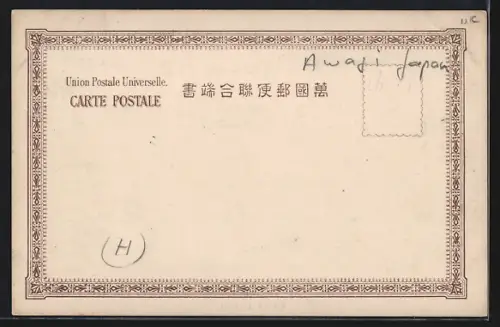 Awaji Japan
Union Postale Universelle.
CARTE POSTALE
書端合聯便郵國萬
(H)